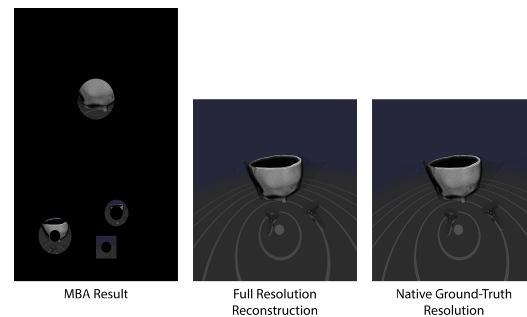 MBA Result
Full Resolution
Reconstruction
Native Ground-Truth
Resolution